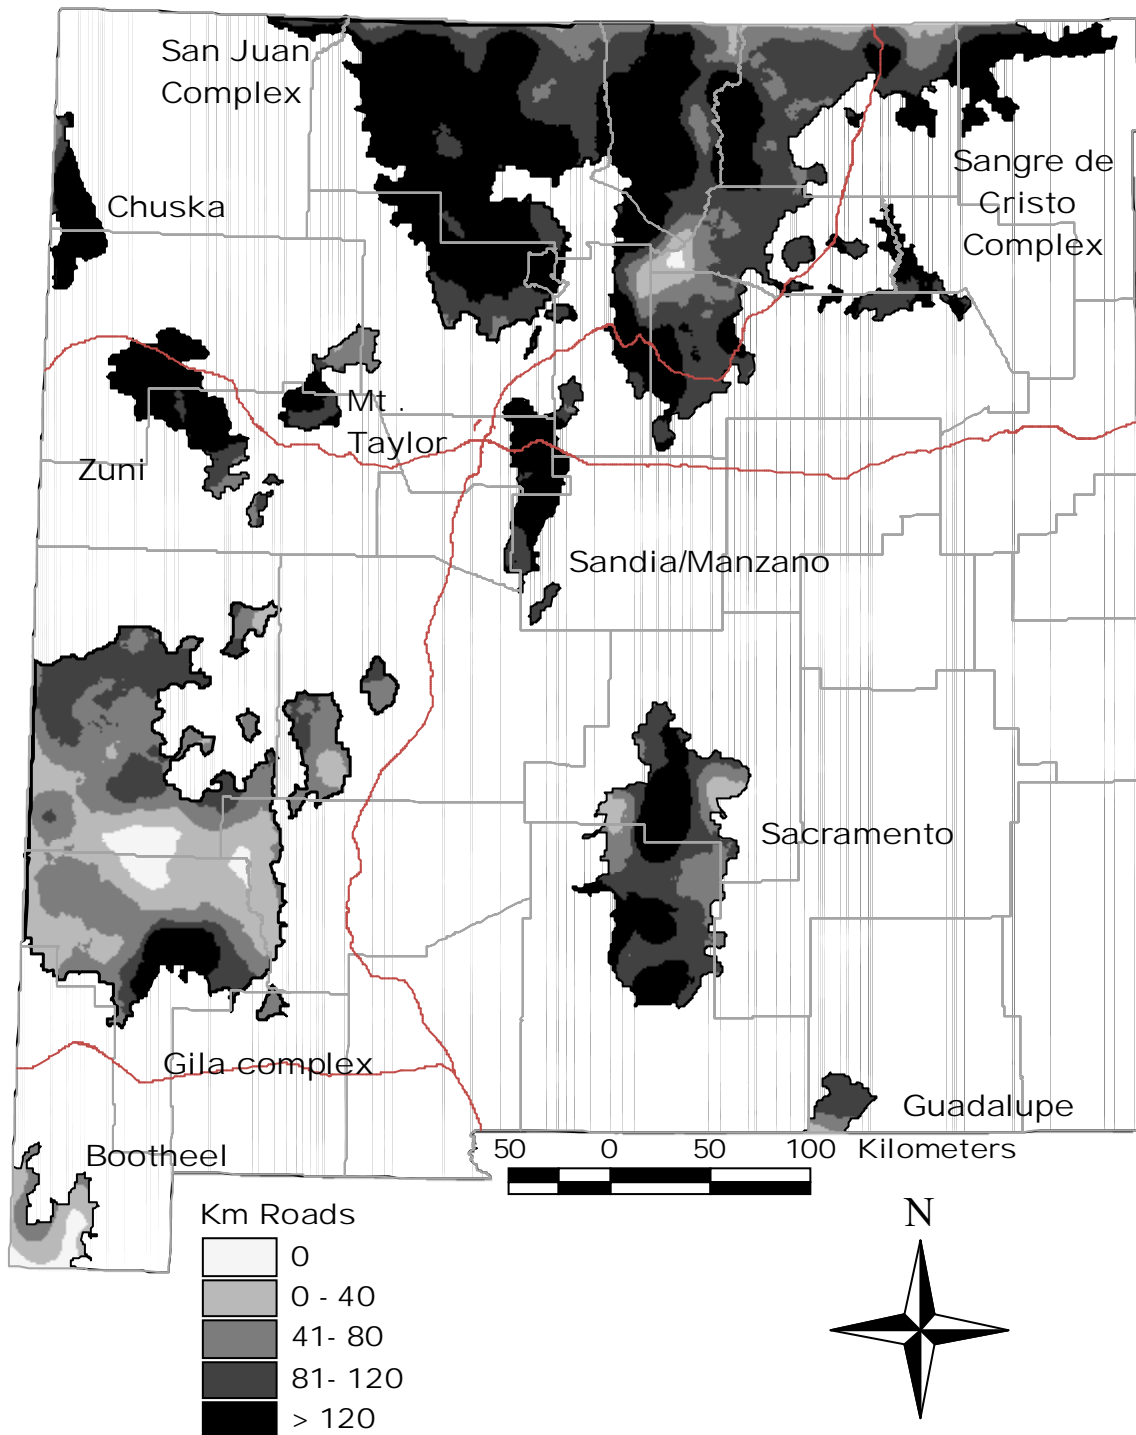 San Juan
Complex
Sangre de
Cristo
Complex
Chuska
Mt .
Taylor
Zuni
Sandia/Manzano
Sacramento
Gila complex
Guadalupe
Bootheel
50 0 50 100 Kilometers
Km Roads
0
0 - 40
41- 80
81- 120
> 120
N